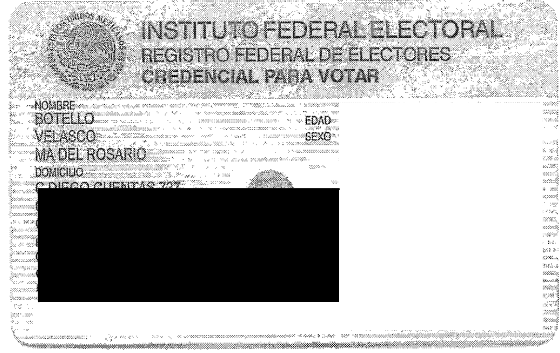 INSTITUTO FEDERAL ELECTORAL
REGISTRO FEDERAL DE ELECTORES
CREDENCIAL PARA VOTAR
NOMBRE
BOTELLO
EDAD
VELASCO
SEXO
MA DEL ROSARIO
DOMICILIO
C DIEGO CUENTAS 727